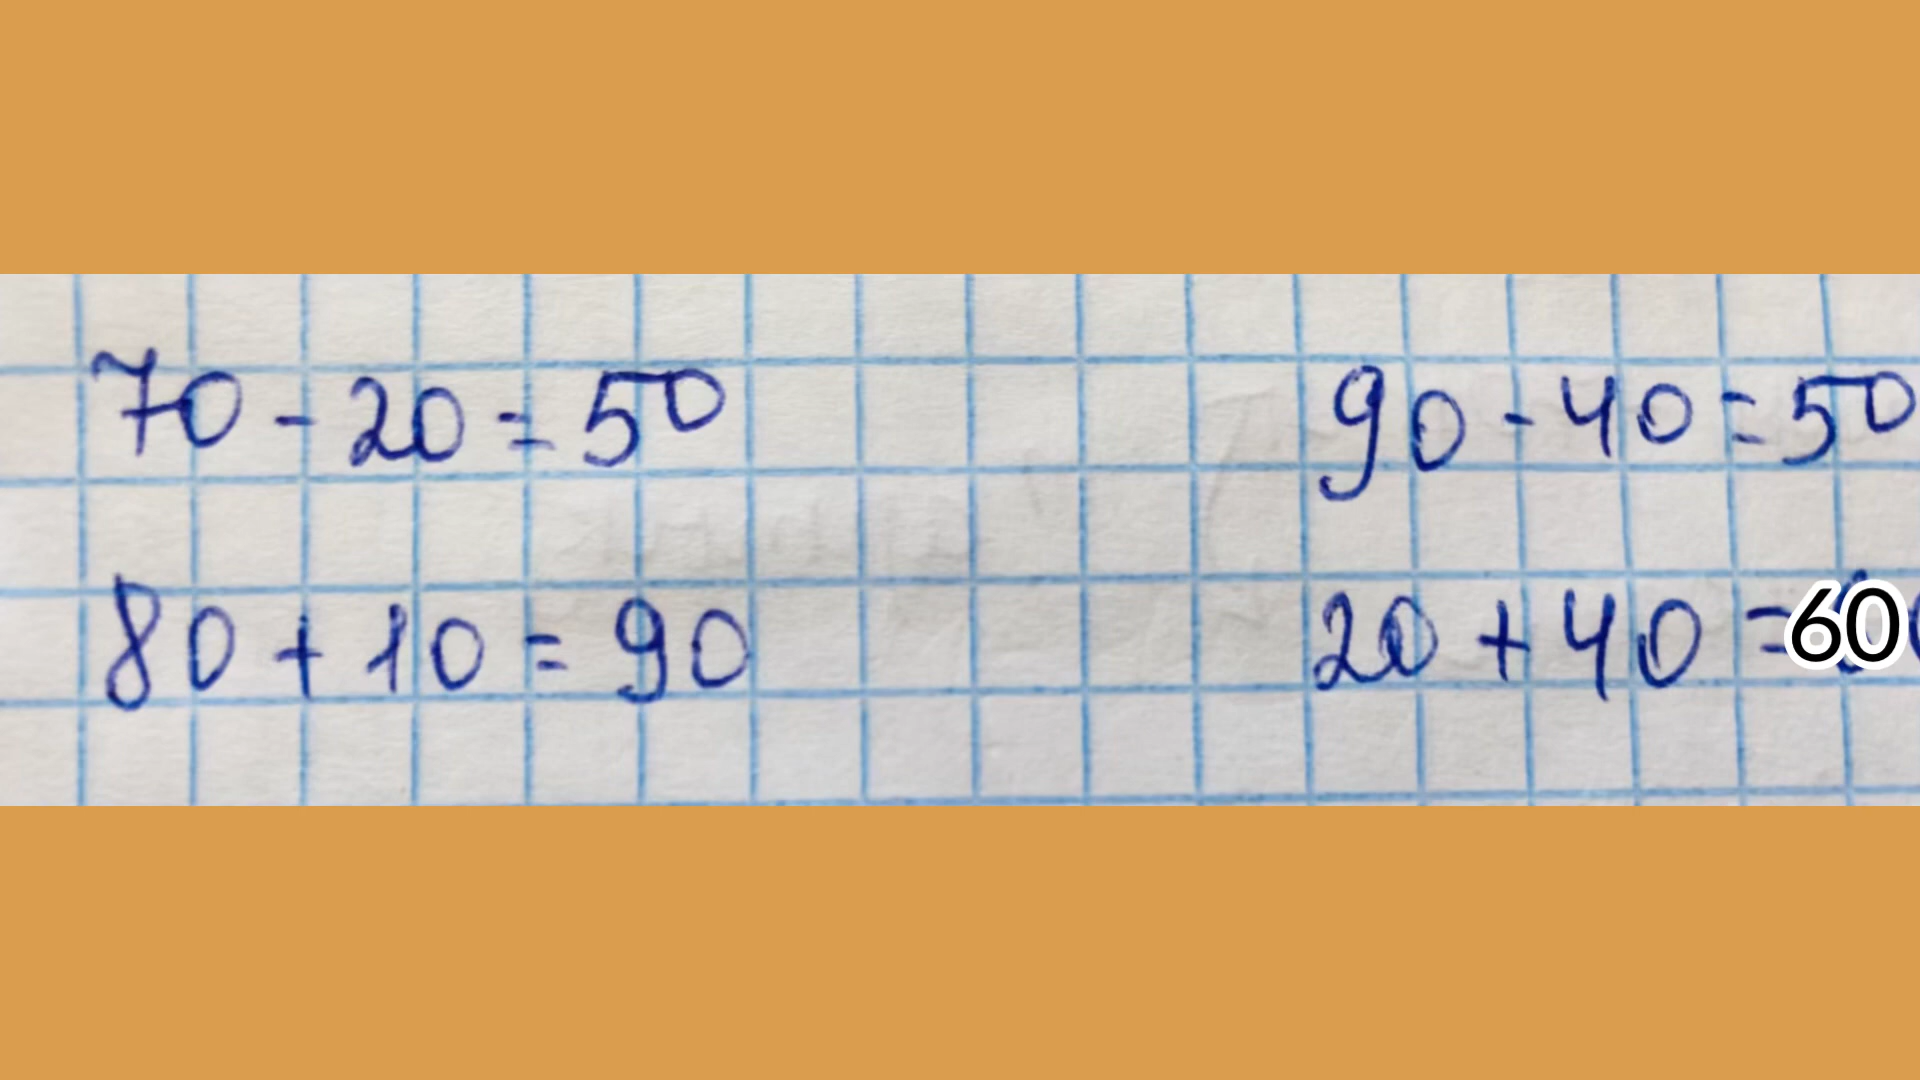 70 - 20 = 50
90 - 40 = 50
80 + 10 = 90
20 + 40 = 60